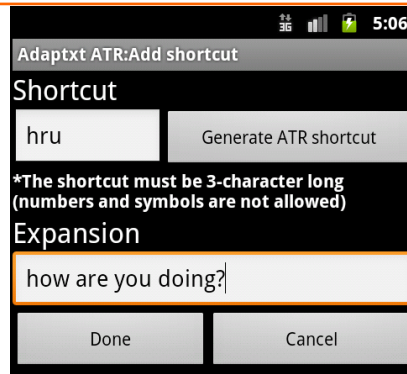 3G 5:06
Adaptxt ATR:Add shortcut
Shortcut
hru Generate ATR shortcut
*The shortcut must be 3-character long
(numbers and symbols are not allowed)
Expansion
how are you doing?
Done Cancel